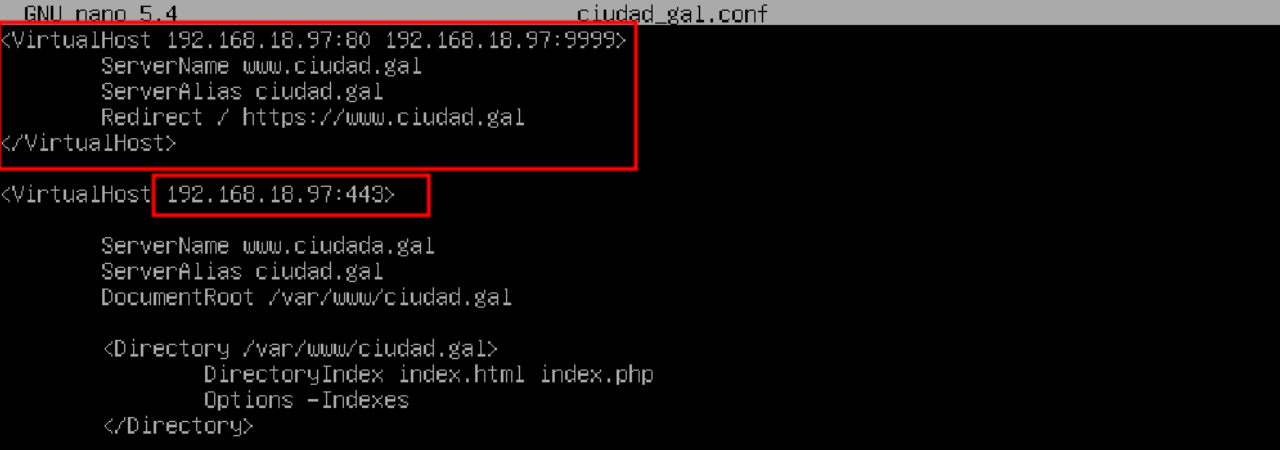 GNU nano 5.4 ciudad_gal.conf
<VirtualHost 192.168.18.97:80 192.168.18.97:9999>
ServerName www.ciudad.gal
ServerAlias ciudad.gal
Redirect / https://www.ciudad.gal
</VirtualHost>
<VirtualHost 192.168.18.97:443>
ServerName www.ciudada.gal
ServerAlias ciudad.gal
DocumentRoot /var/www/ciudad.gal
<Directory /var/www/ciudad.gal>
DirectoryIndex index.html index.php
Options -Indexes
</Directory>